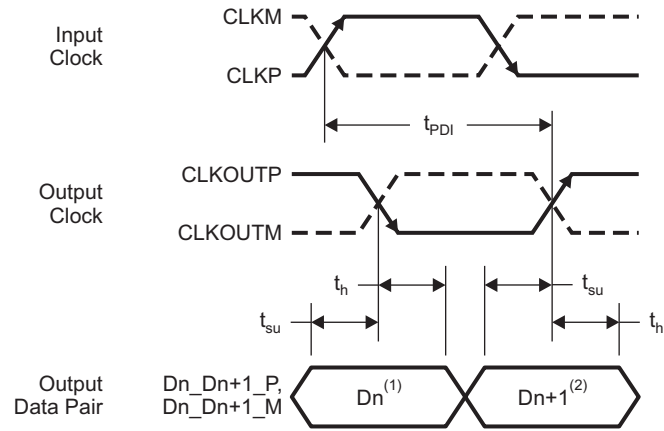 Input
Clock
CLKM
CLKP
t_PDI
Output
Clock
CLKOUTP
CLKOUTM
t_su
t_h
t_su
t_h
Output
Data Pair
Dn_Dn+1_P,
Dn_Dn+1_M
Dn(1)
Dn+1(2)